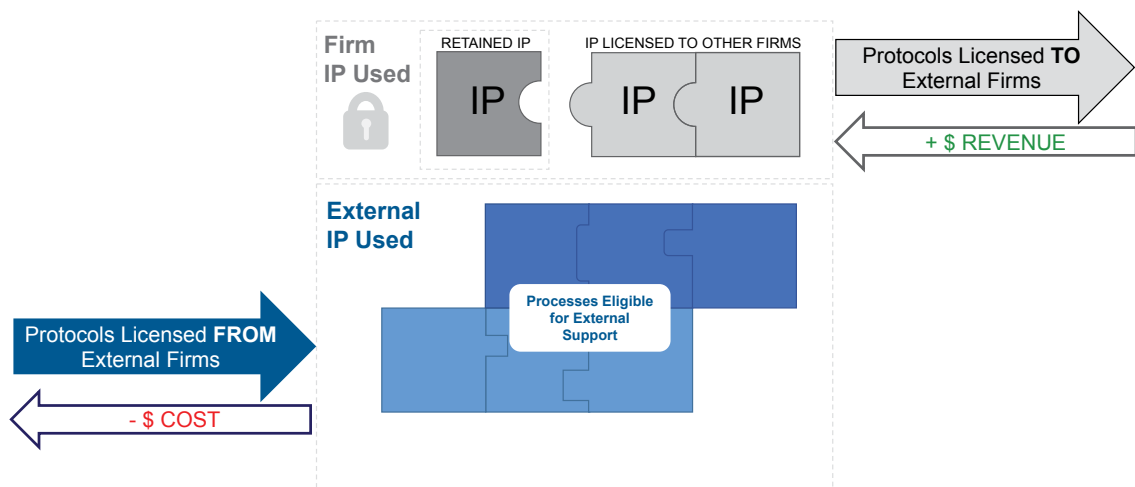 Firm
IP Used
RETAINED IP
IP LICENSED TO OTHER FIRMS
IP
IP
IP
Protocols Licensed TO
External Firms
+ $ REVENUE
External
IP Used
Processes Eligible
for External
Support
Protocols Licensed FROM
External Firms
- $ COST